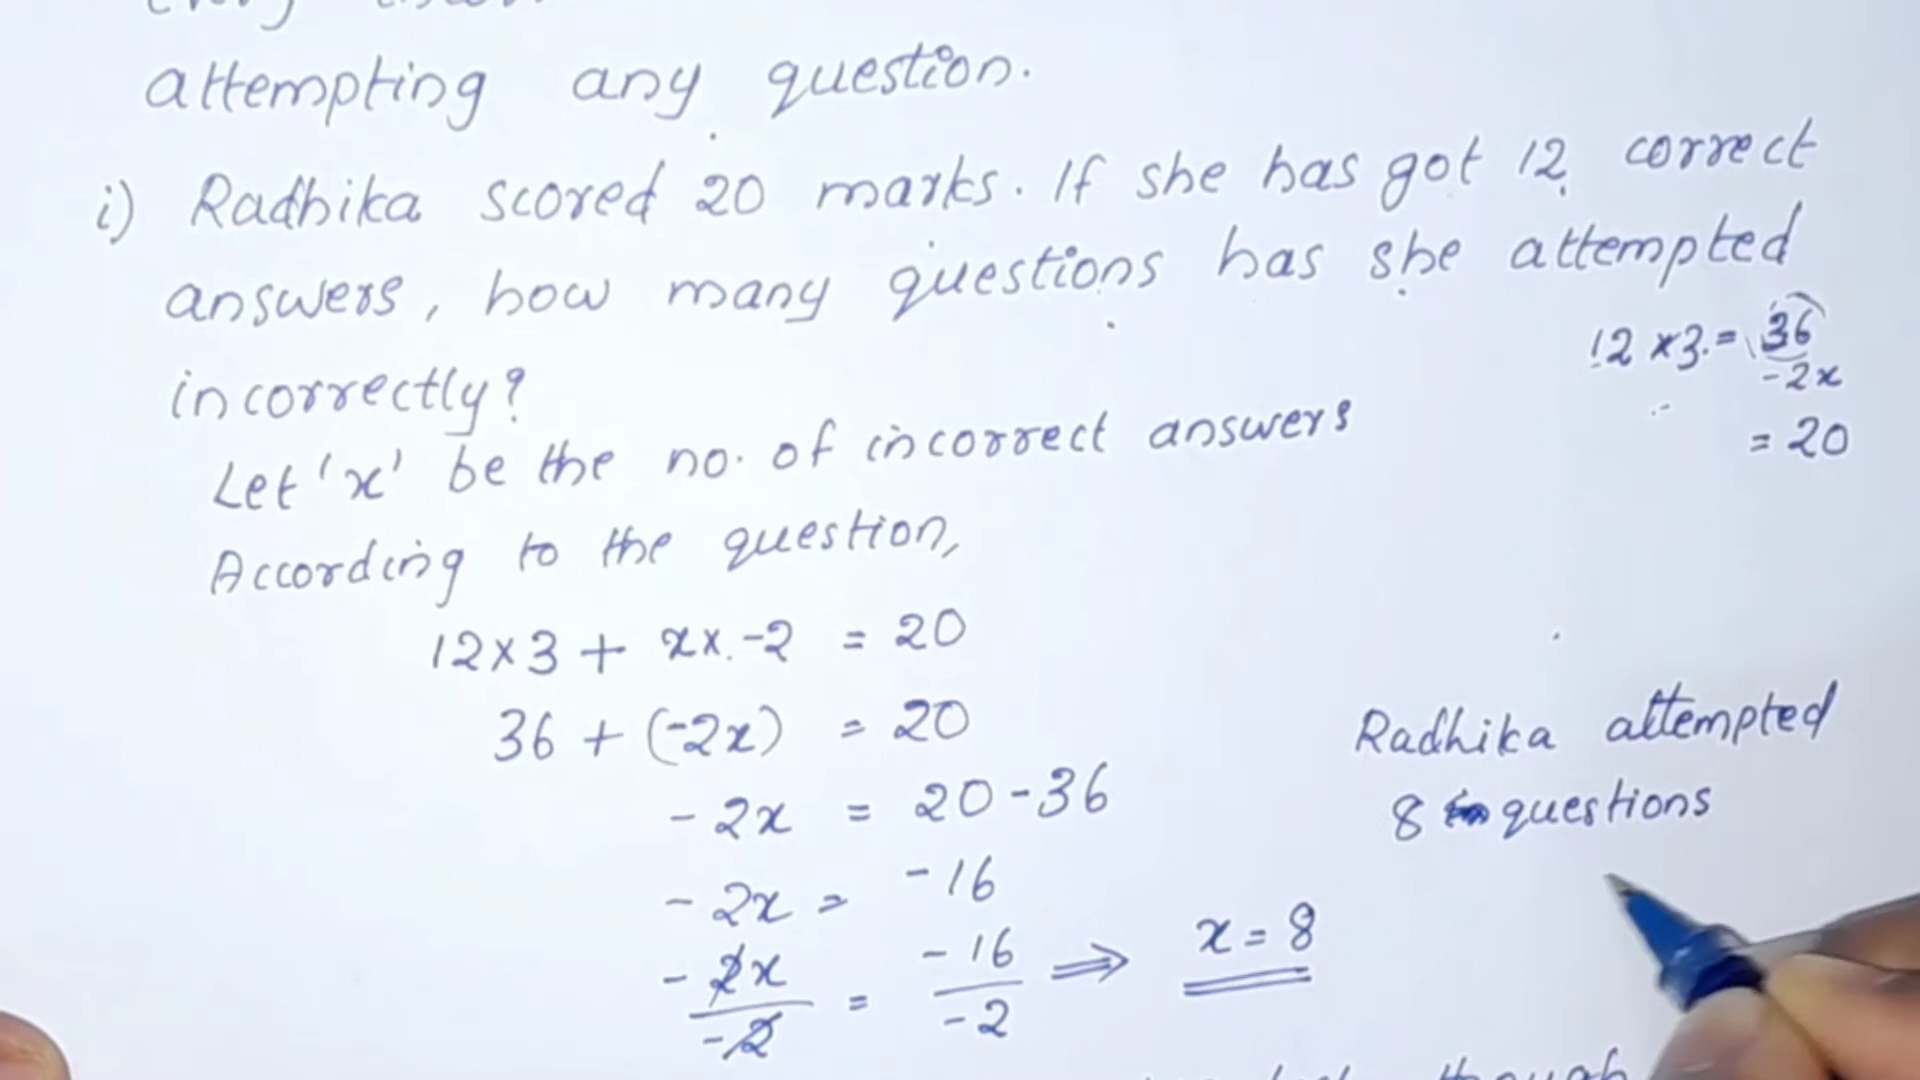 attempting any question.
i) Radhika scored 20 marks. If she has got 12 correct
answers, how many questions has she attempted
incorrectly?
12 x 3 = 36
-2x
= 20
Let 'x' be the no. of incorrect answers
According to the question,
12 x 3 + x x -2 = 20
36 + (-2x) = 20
- 2x = 20 - 36
- 2x = -16
-2x/-2 = -16/-2 ⟹ x = 8
Radhika attempted
8 questions
though